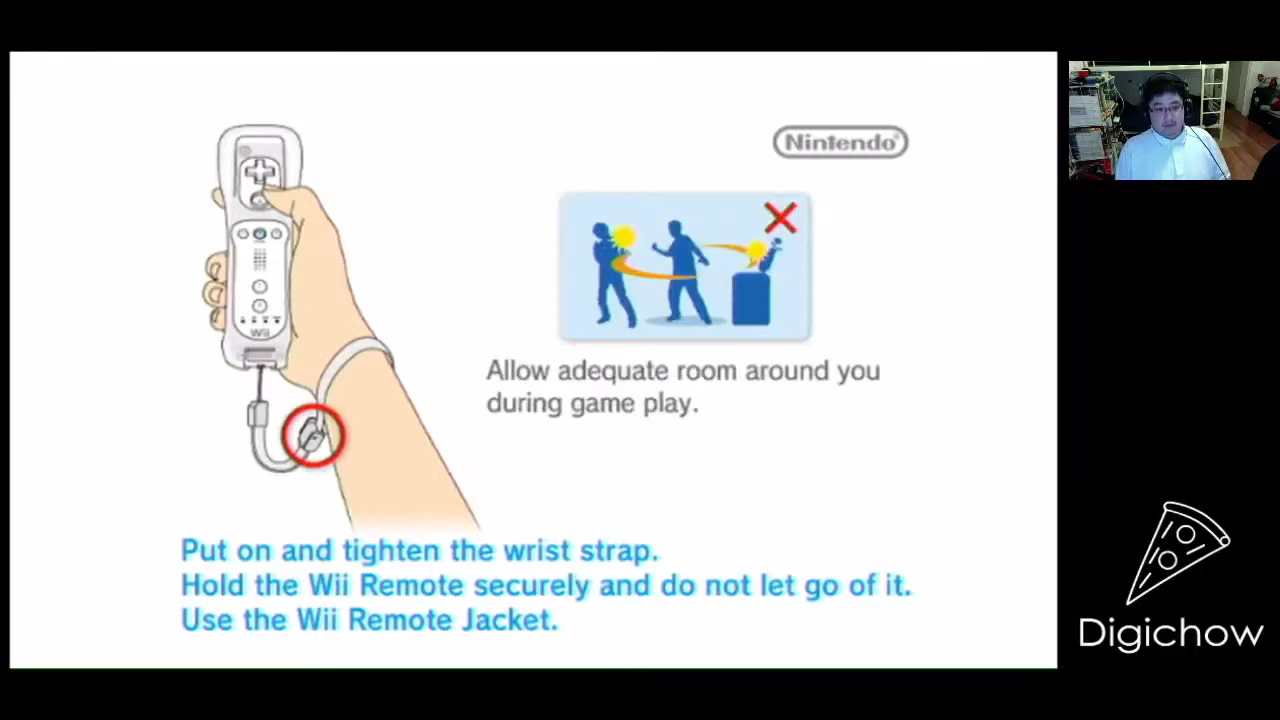 Nintendo®
Wii
Allow adequate room around you
during game play.
Put on and tighten the wrist strap.
Hold the Wii Remote securely and do not let go of it.
Use the Wii Remote Jacket.
Digichow